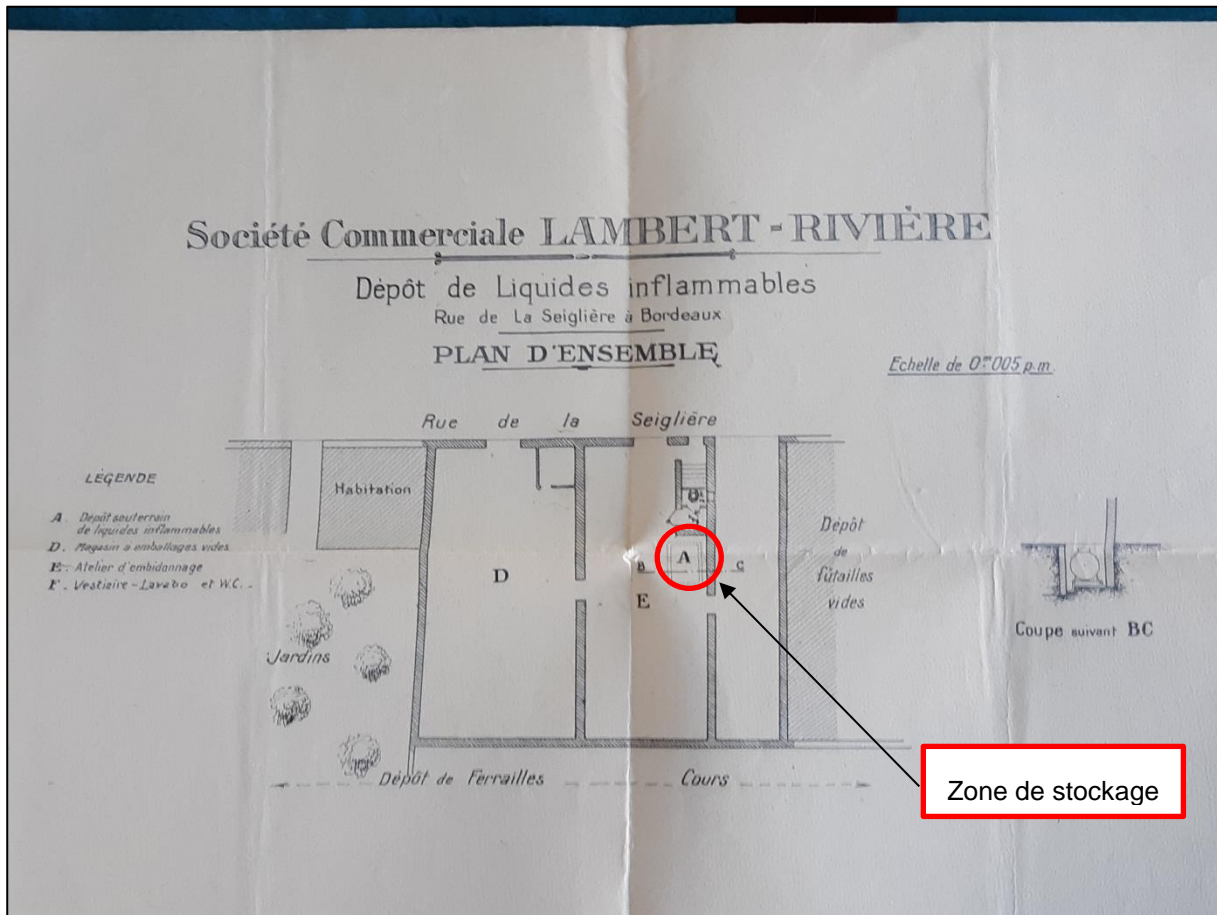 Société Commerciale LAMBERT - RIVIÈRE
Dépôt de Liquides inflammables
Rue de La Seiglière à Bordeaux
PLAN D'ENSEMBLE
Echelle de 0m005 p.m.
Rue de la Seiglière
LÉGENDE
A. Dépôt souterrain
de liquides inflammables
D. Magasin à emballages vides
E. Atelier d'embidonnage
F. Vestiaire-Lavabo et W.C.
Habitation
Jardins
D
A
B
C
E
Dépôt
de
fûtailles
vides
Coupe suivant BC
Dépôt de Ferrailles
Cours
Zone de stockage